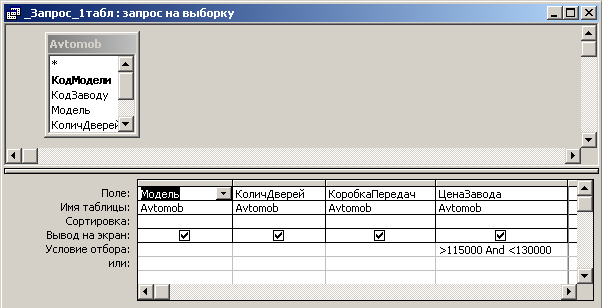 _Запрос_1табл : запрос на выборку
Avtomob
*
КодМодели
КодЗаводу
Модель
КоличДверей
Поле: Модель КоличДверей КоробкаПередач ЦенаЗавода
Имя таблицы: Avtomob Avtomob Avtomob Avtomob
Сортировка:
Вывод на экран:
Условие отбора: >115000 And <130000
или: